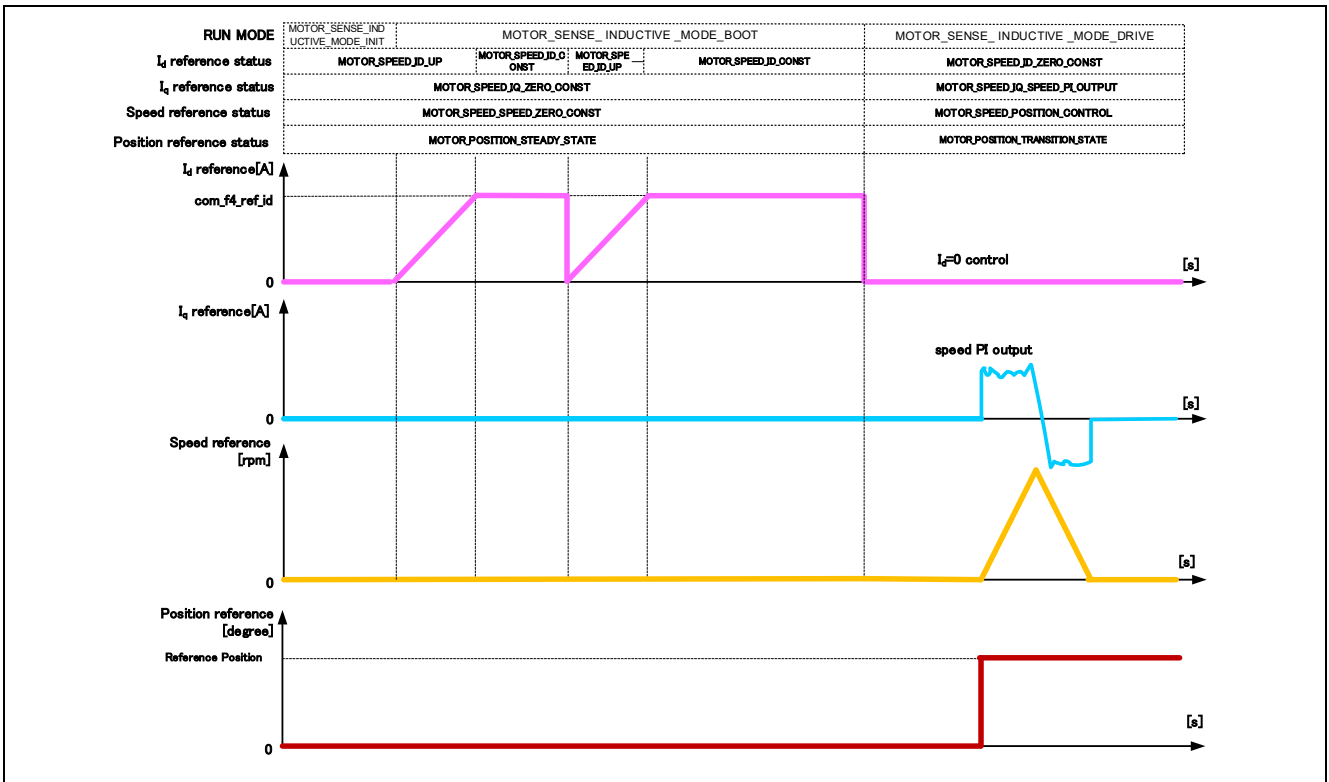 RUN MODE
MOTOR_SENSE_IND
UCTIVE_MODE_INIT
MOTOR_SENSE_INDUCTIVE _MODE_BOOT
MOTOR_SENSE_ INDUCTIVE _MODE_DRIVE
Id reference status
MOTOR_SPEED_ID_UP
MOTOR_SPEED_ID_C
ONST
MOTOR_SPE
ED_ID_UP
MOTOR_SPEED_ID_CONST
MOTOR_SPEED_ID_ZERO_CONST
Iq reference status
MOTOR_SPEED_IQ_ZERO_CONST
MOTOR_SPEED_IQ_SPEED_PI_OUTPUT
Speed reference status
MOTOR_SPEED_SPEED_ZERO_CONST
MOTOR_SPEED_POSITION_CONTROL
Position reference status
MOTOR_POSITION_STEADY_STATE
MOTOR_POSITION_TRANSITION_STATE
Id reference[A]
com_f4_ref_id
0
Id=0 control
[s]
Iq reference[A]
speed PI output
0
[s]
Speed reference
[rpm]
0
[s]
Position reference
[degree]
Reference Position
0
[s]